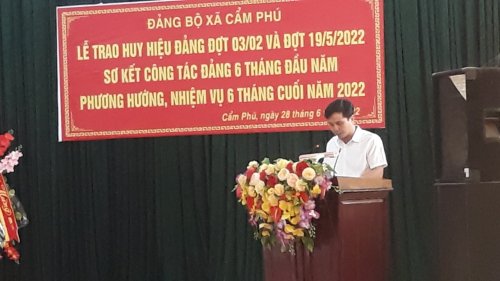 ĐẢNG BỘ XÃ CẨM PHÚ
LỄ TRAO HUY HIỆU ĐẢNG ĐỢT 03/02 VÀ ĐỢT 19/5/2022
SƠ KẾT CÔNG TÁC ĐẢNG 6 THÁNG ĐẦU NĂM
PHƯƠNG HƯỚNG, NHIỆM VỤ 6 THÁNG CUỐI NĂM 2022
Cẩm Phú, ngày 28 tháng 6